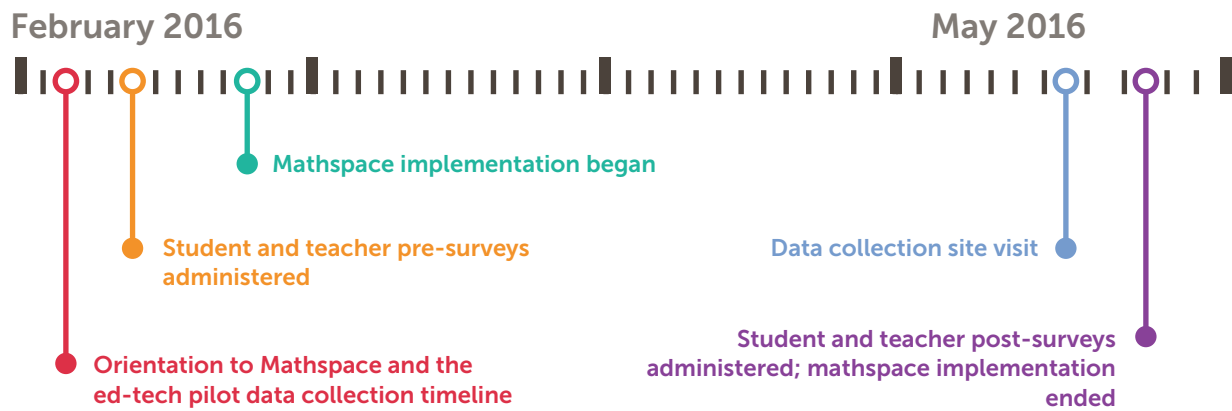 February 2016
May 2016
Mathspace implementation began
Student and teacher pre-surveys
administered
Data collection site visit
Orientation to Mathspace and the
ed-tech pilot data collection timeline
Student and teacher post-surveys
administered; mathspace implementation
ended